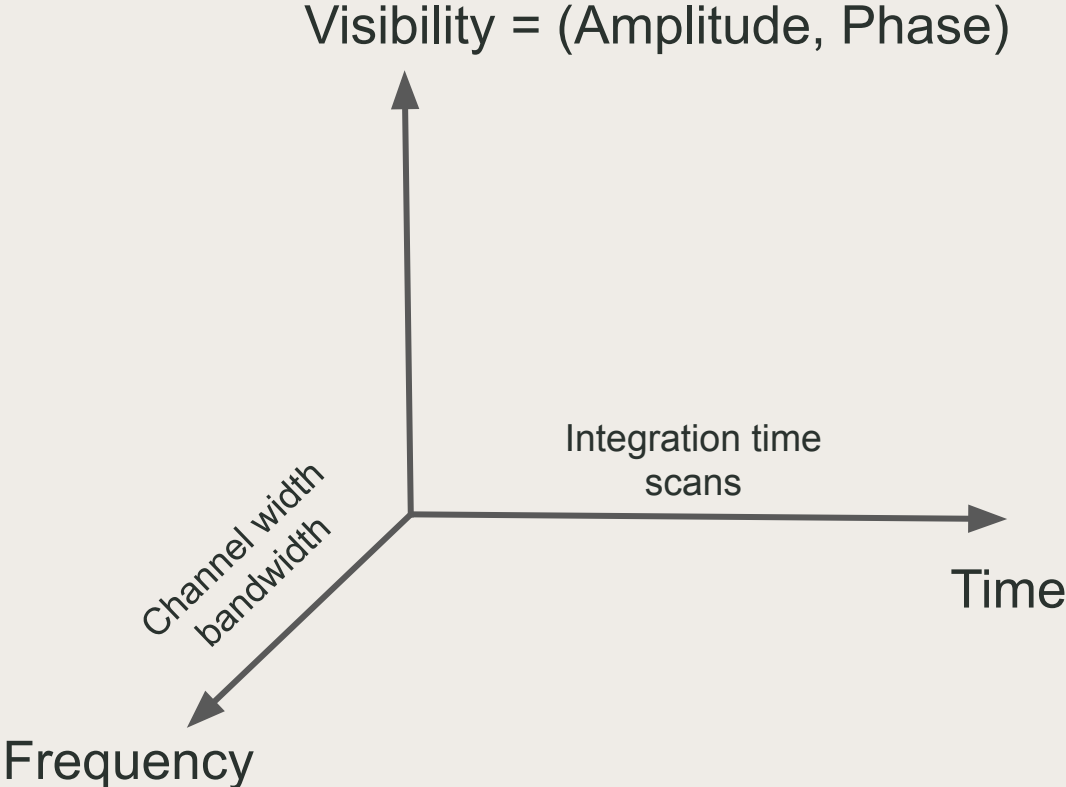 Visibility = (Amplitude, Phase)
Integration time
scans
Channel width
bandwidth
Time
Frequency